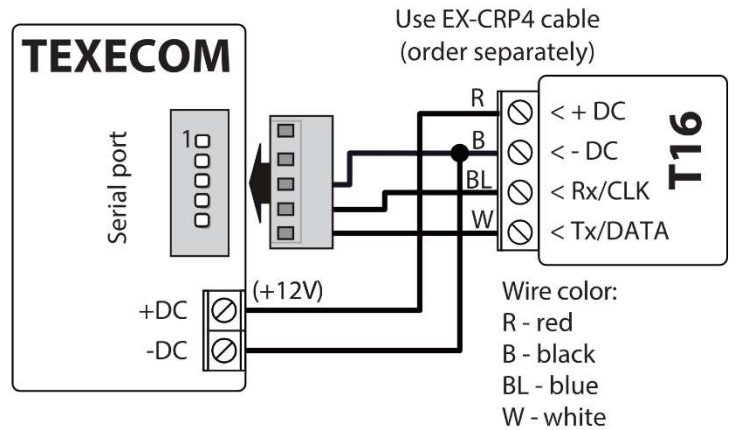 Use EX-CRP4 cable
(order separately)
TEXECOM
Serial port
1
R
B
BL
W
< + DC
< - DC
< Rx/CLK
< Tx/DATA
T16
(+12V)
+DC
-DC
Wire color:
R - red
B - black
BL - blue
W - white